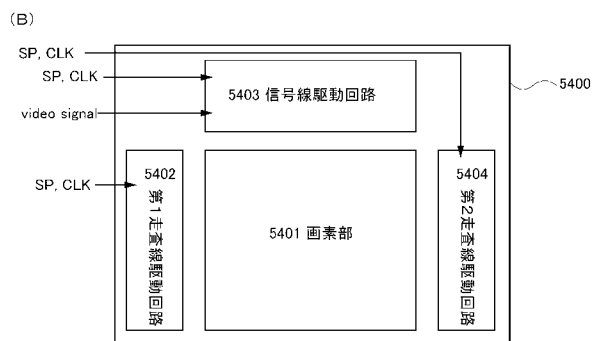 (B)
SP, CLK
SP, CLK
5400
5403 信号線駆動回路
video signal
SP, CLK
5402
第1走査線駆動回路
5401 画素部
5404
第2走査線駆動回路